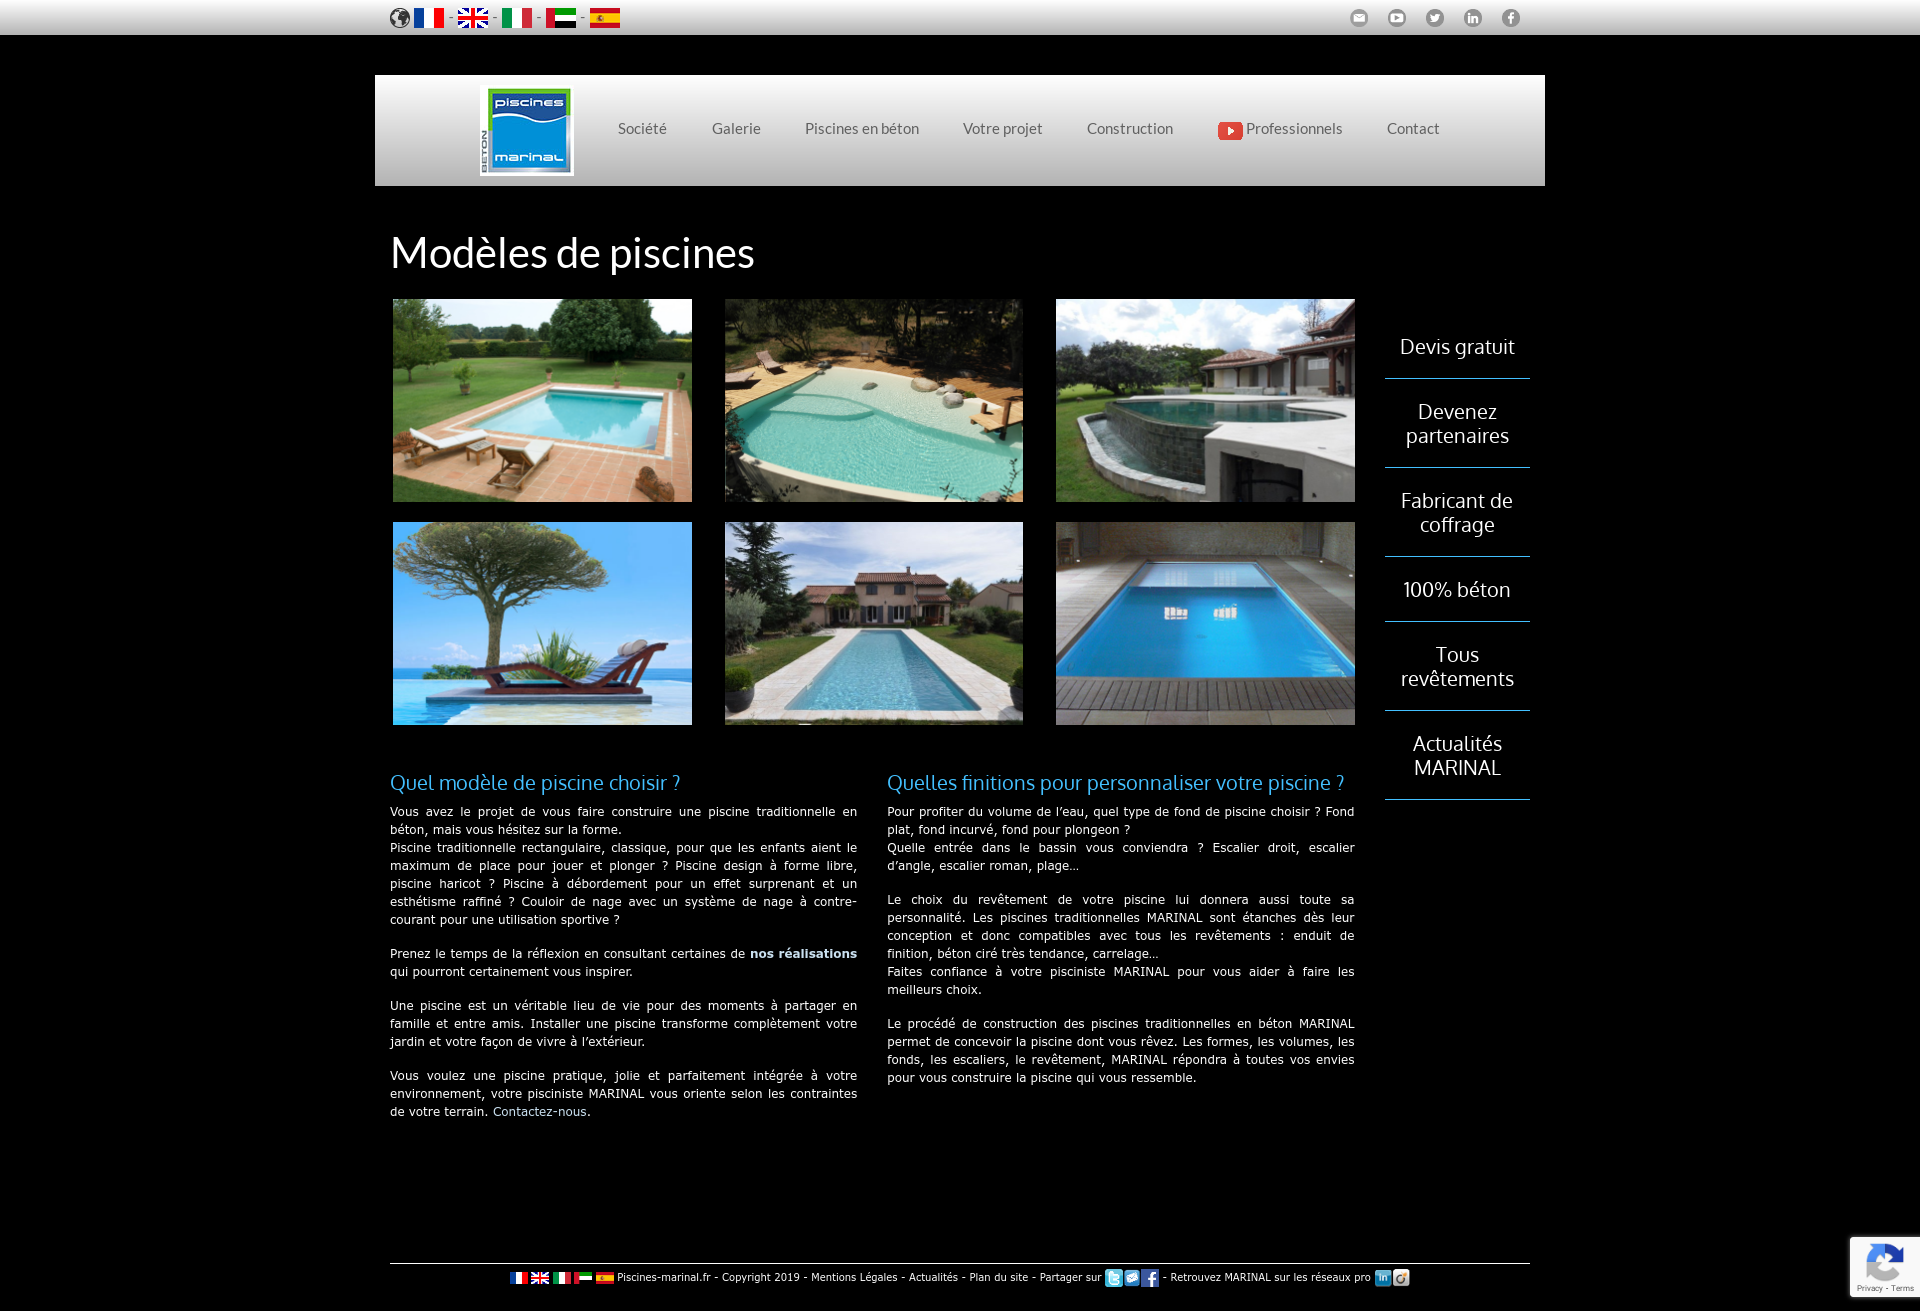 - - - -
piscines
marinal
BETON
Société Galerie Piscines en béton Votre projet Construction Professionnels Contact
Modèles de piscines
Devis gratuit
Devenez
partenaires
Fabricant de
coffrage
100% béton
Tous
revêtements
Actualités
MARINAL
Quel modèle de piscine choisir ?
Vous avez le projet de vous faire construire une piscine traditionnelle en
béton, mais vous hésitez sur la forme.
Piscine traditionnelle rectangulaire, classique, pour que les enfants aient le
maximum de place pour jouer et plonger ? Piscine design à forme libre,
piscine haricot ? Piscine à débordement pour un effet surprenant et un
esthétisme raffiné ? Couloir de nage avec un système de nage à contre-
courant pour une utilisation sportive ?
Prenez le temps de la réflexion en consultant certaines de nos réalisations
qui pourront certainement vous inspirer.
Une piscine est un véritable lieu de vie pour des moments à partager en
famille et entre amis. Installer une piscine transforme complètement votre
jardin et votre façon de vivre à l’extérieur.
Vous voulez une piscine pratique, jolie et parfaitement intégrée à votre
environnement, votre pisciniste MARINAL vous oriente selon les contraintes
de votre terrain. Contactez-nous.
Quelles finitions pour personnaliser votre piscine ?
Pour profiter du volume de l’eau, quel type de fond de piscine choisir ? Fond
plat, fond incurvé, fond pour plongeon ?
Quelle entrée dans le bassin vous conviendra ? Escalier droit, escalier
d’angle, escalier roman, plage…
Le choix du revêtement de votre piscine lui donnera aussi toute sa
personnalité. Les piscines traditionnelles MARINAL sont étanches dès leur
conception et donc compatibles avec tous les revêtements : enduit de
finition, béton ciré très tendance, carrelage…
Faites confiance à votre pisciniste MARINAL pour vous aider à faire les
meilleurs choix.
Le procédé de construction des piscines traditionnelles en béton MARINAL
permet de concevoir la piscine dont vous rêvez. Les formes, les volumes, les
fonds, les escaliers, le revêtement, MARINAL répondra à toutes vos envies
pour vous construire la piscine qui vous ressemble.
Piscines-marinal.fr - Copyright 2019 - Mentions Légales - Actualités - Plan du site - Partager sur - Retrouvez MARINAL sur les réseaux pro
Privacy - Terms